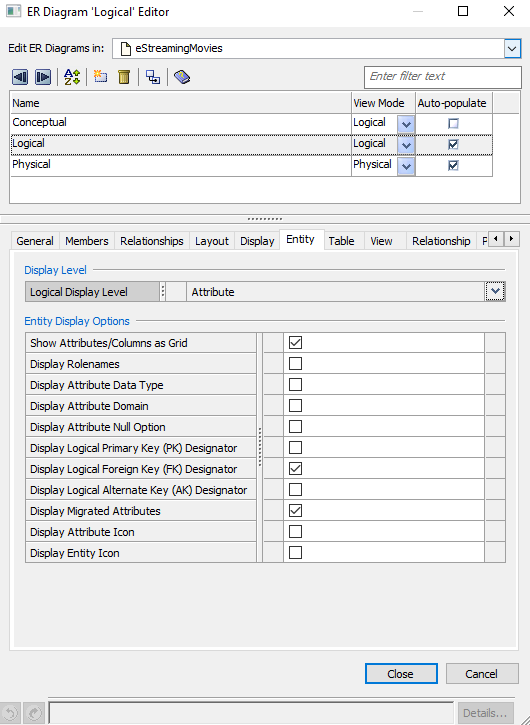 ER Diagram 'Logical' Editor
Edit ER Diagrams in: eStreamingMovies
Enter filter text
Name View Mode Auto-populate
Conceptual Logical
Logical Logical
Physical Physical
General Members Relationships Layout Display Entity Table View Relationship
Display Level
Logical Display Level Attribute
Entity Display Options
Show Attributes/Columns as Grid
Display Rolenames
Display Attribute Data Type
Display Attribute Domain
Display Attribute Null Option
Display Logical Primary Key (PK) Designator
Display Logical Foreign Key (FK) Designator
Display Logical Alternate Key (AK) Designator
Display Migrated Attributes
Display Attribute Icon
Display Entity Icon
Close Cancel
Details...